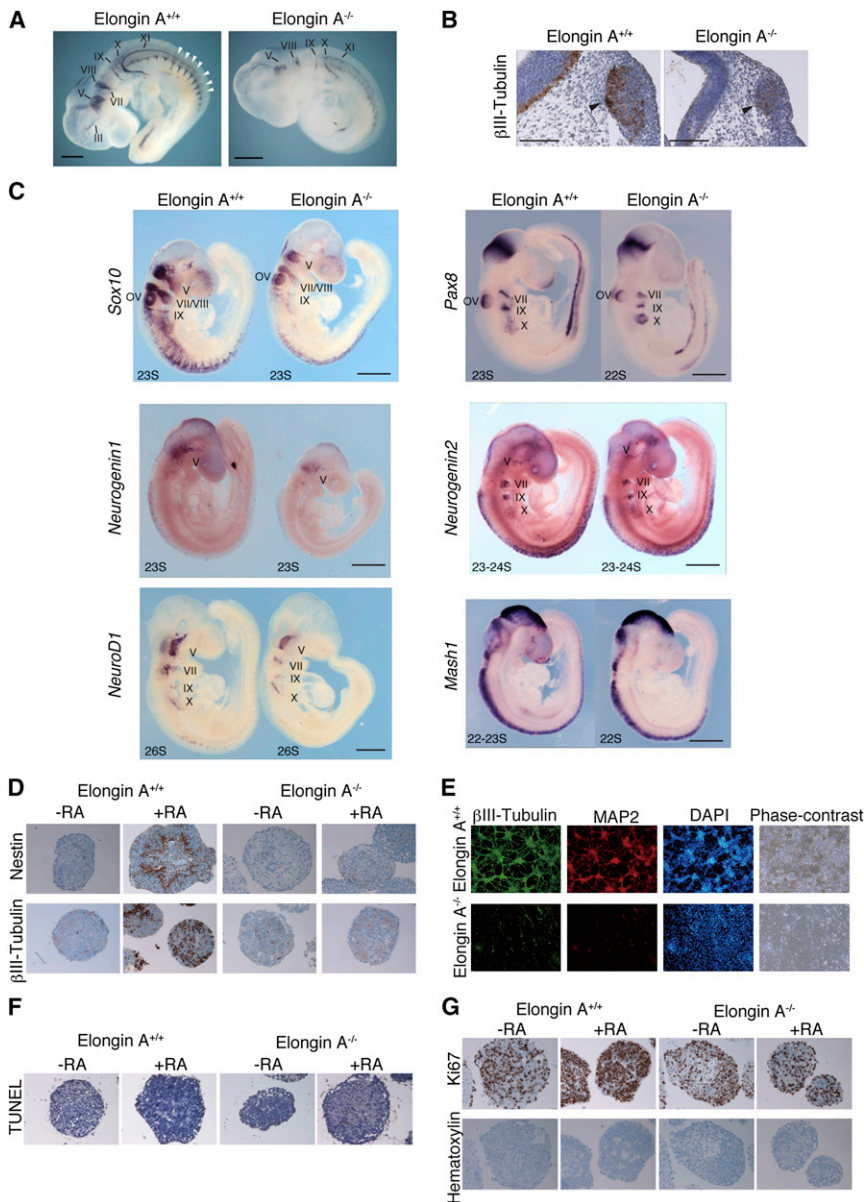 A
Elongin A+/+ Elongin A-/-
X XI
IX
VIII
V
VII
III
VIII IX X XI
V
B
Elongin A+/+ Elongin A-/-
βIII-Tubulin
C
Elongin A+/+ Elongin A-/-
Sox10
OV V OV V
VII/VIII VII/VIII
IX IX
23S 23S
Elongin A+/+ Elongin A-/-
Pax8
OV VII OV VII
IX IX
X X
23S 22S
Neurogenin1
V V
23S 23S
Neurogenin2
V V
VII VII
IX IX
X X
23-24S 23-24S
NeuroD1
V V
VII VII
IX IX
X X
26S 26S
Mash1
22-23S 22S
D
Elongin A+/+ Elongin A-/-
-RA +RA -RA +RA
Nestin
βIII-Tubulin
E
βIII-Tubulin MAP2 DAPI Phase-contrast
Elongin A+/+
Elongin A-/-
F
Elongin A+/+ Elongin A-/-
-RA +RA -RA +RA
TUNEL
G
Elongin A+/+ Elongin A-/-
-RA +RA -RA +RA
Ki67
Hematoxylin